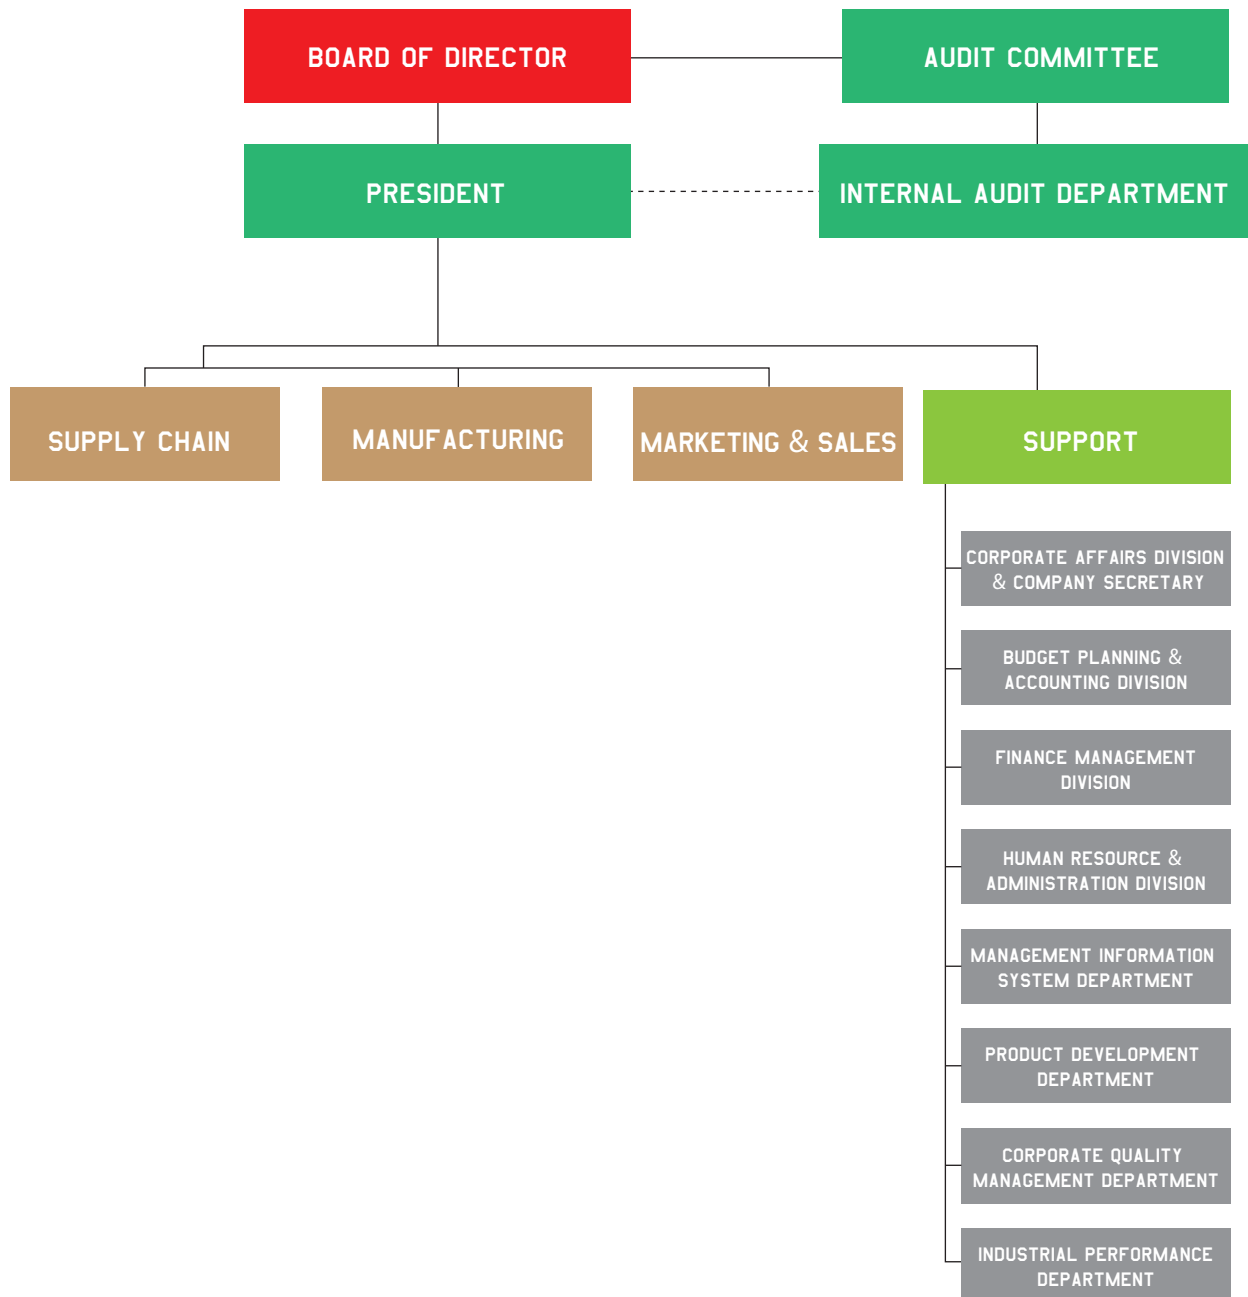 BOARD OF DIRECTOR
AUDIT COMMITTEE
PRESIDENT
INTERNAL AUDIT DEPARTMENT
SUPPLY CHAIN
MANUFACTURING
MARKETING & SALES
SUPPORT
CORPORATE AFFAIRS DIVISION
& COMPANY SECRETARY
BUDGET PLANNING &
ACCOUNTING DIVISION
FINANCE MANAGEMENT
DIVISION
HUMAN RESOURCE &
ADMINISTRATION DIVISION
MANAGEMENT INFORMATION
SYSTEM DEPARTMENT
PRODUCT DEVELOPMENT
DEPARTMENT
CORPORATE QUALITY
MANAGEMENT DEPARTMENT
INDUSTRIAL PERFORMANCE
DEPARTMENT